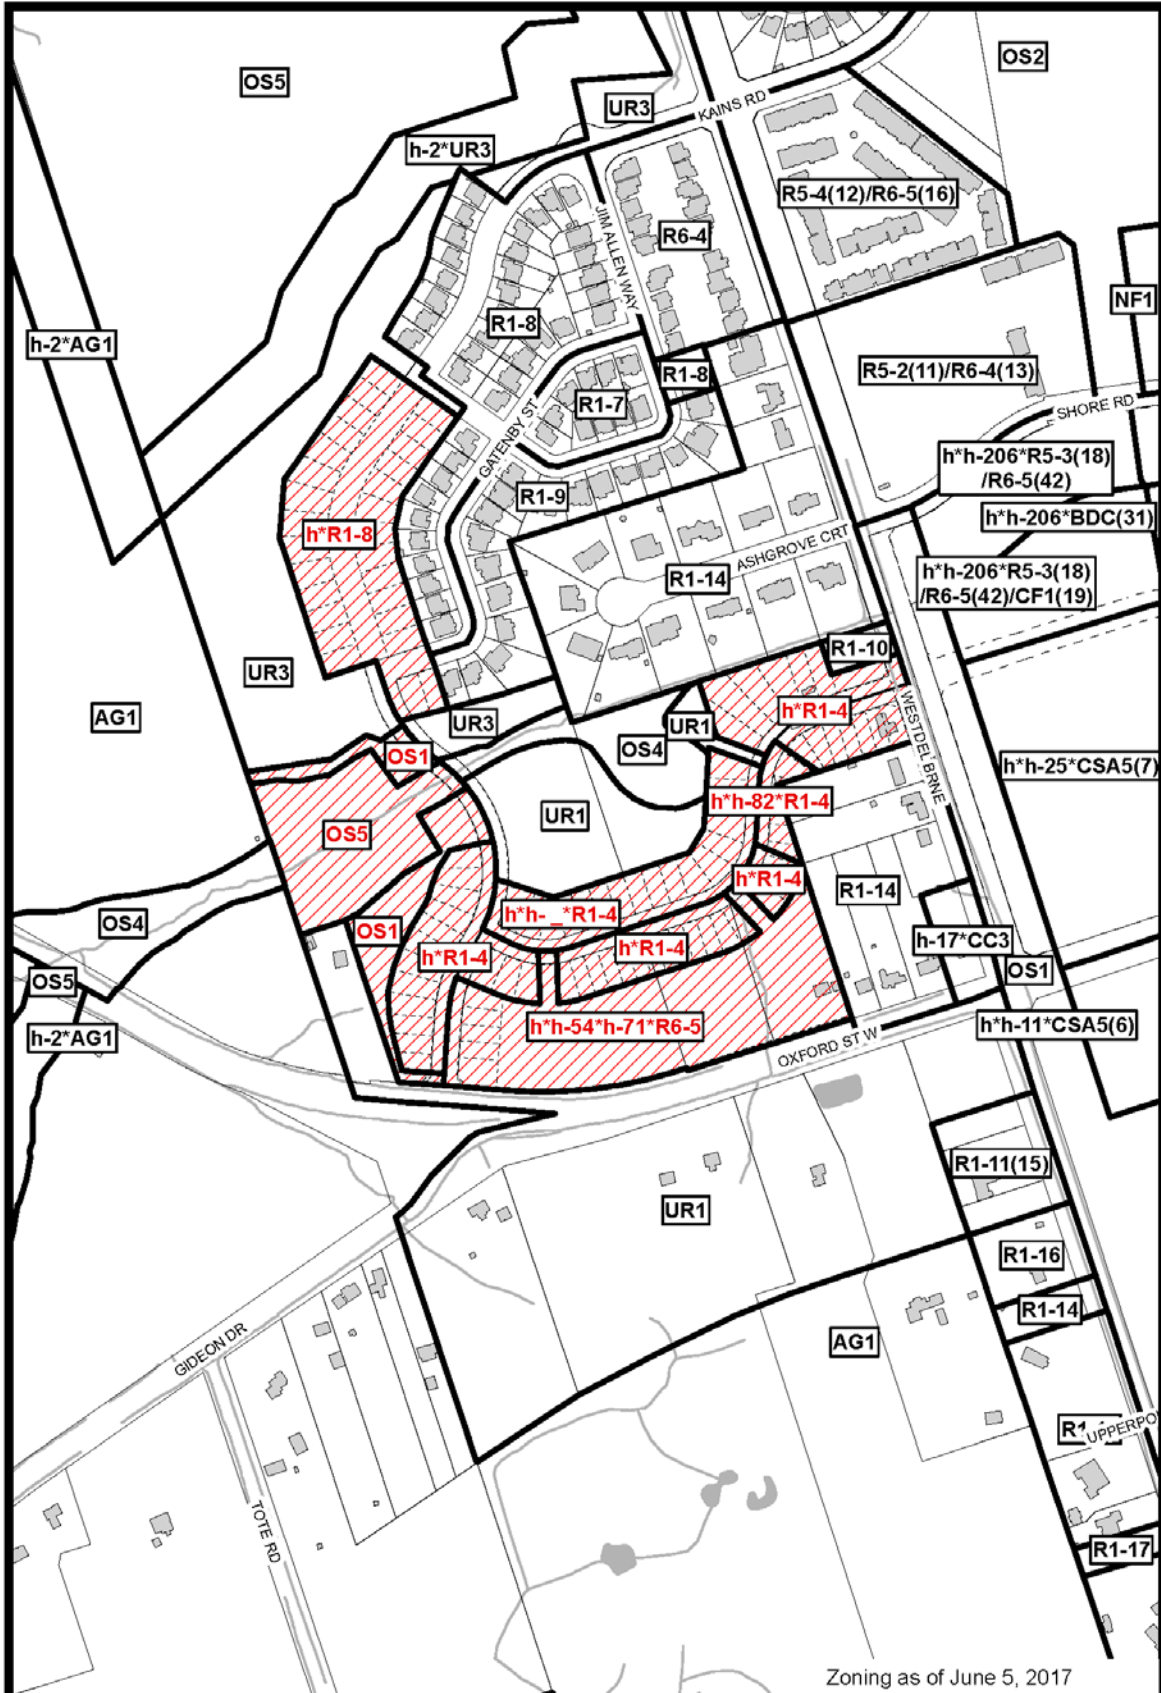 OS5
OS2
UR3
KAINS RD
h-2*UR3
R5-4(12)/R6-5(16)
JIM ALLEN WAY
R6-4
NF1
R1-8
h-2*AG1
R1-8
R5-2(11)/R6-4(13)
R1-7
SHORE RD
GATENBY ST
h*h-206*R5-3(18)
/R6-5(42)
R1-9
h*h-206*BDC(31)
h*R1-8
ASHGROVE CRT
R1-14
h*h-206*R5-3(18)
/R6-5(42)/CF1(19)
R1-10
UR3
AG1
UR3
UR1
h*R1-4
WESTDEL BRNE
OS4
OS1
h*h-25*CSA5(7)
h*h-82*R1-4
UR1
OS5
h*R1-4
R1-14
h*h-_*R1-4
OS4
OS1
h*R1-4
h*R1-4
h-17*CC3
OS1
OS5
h*h-54*h-71*R6-5
h*h-11*CSA5(6)
h-2*AG1
OXFORD ST W
R1-11(15)
UR1
R1-16
R1-14
GIDEON DR
AG1
TOTE RD
R1-17
Zoning as of June 5, 2017